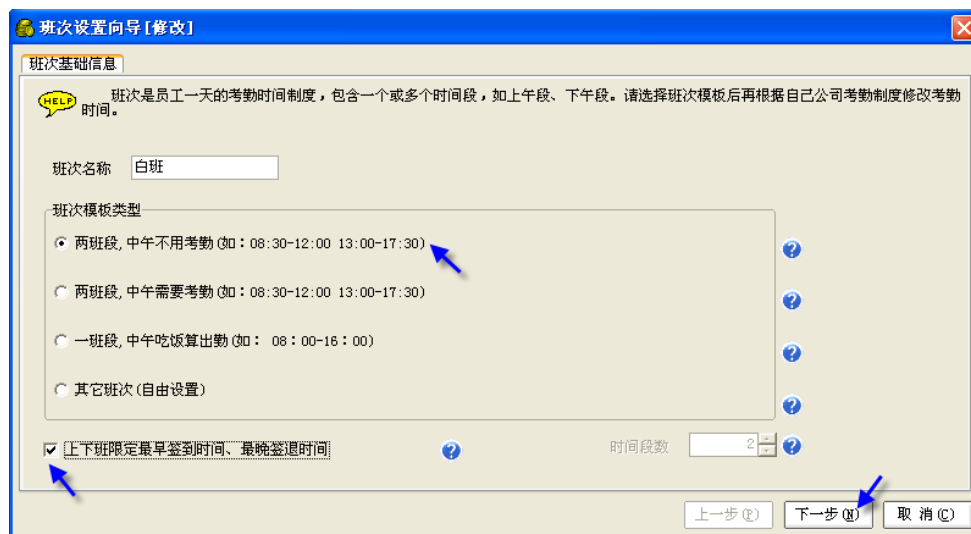 班次设置向导[修改]
班次基础信息
HELP
班次是员工一天的考勤时间制度，包含一个或多个时间段，如上午段、下午段。请选择班次模板后再根据自己公司考勤制度修改考勤
时间。
班次名称 白班
班次模板类型
两班段,中午不用考勤(如：08:30-12:00 13:00-17:30)
两班段,中午需要考勤(如：08:30-12:00 13:00-17:30)
一班段,中午吃饭算出勤(如： 08：00-16：00)
其它班次(自由设置)
上下班限定最早签到时间、最晚签退时间 时间段数 2
上一步(P) 下一步(N) 取 消(C)